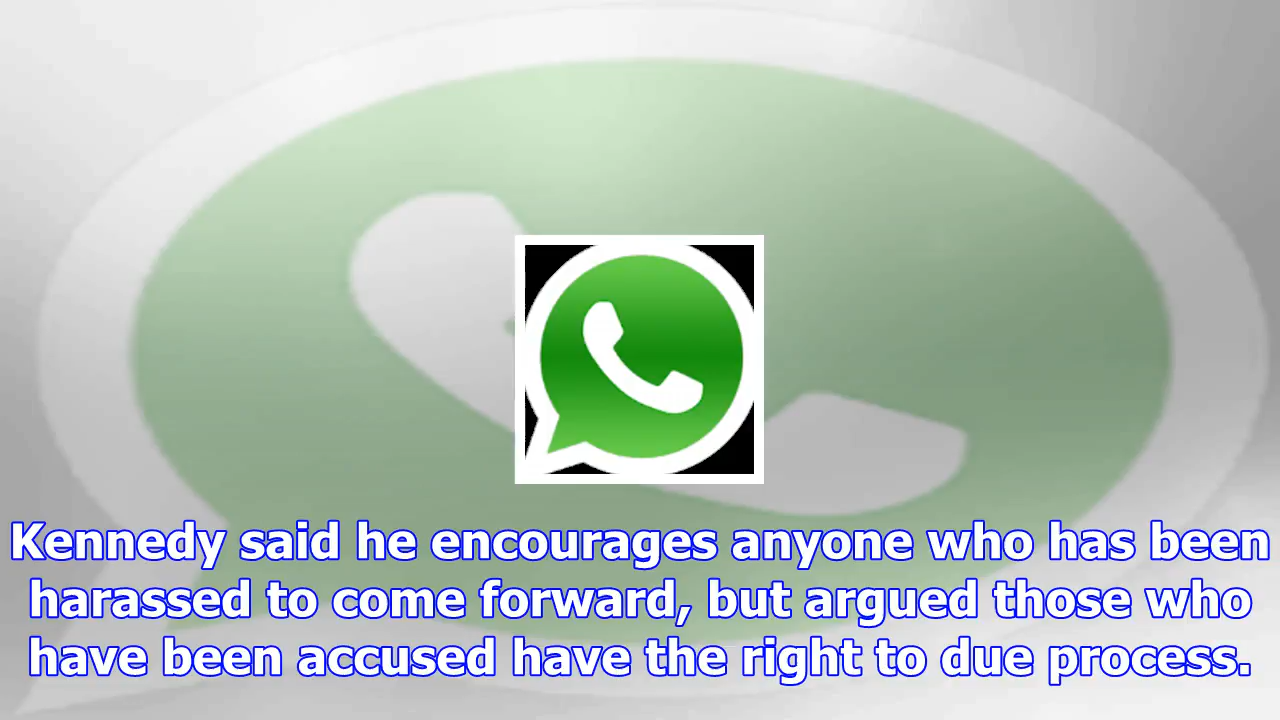 Kennedy said he encourages anyone who has been
harassed to come forward, but argued those who
have been accused have the right to due process.